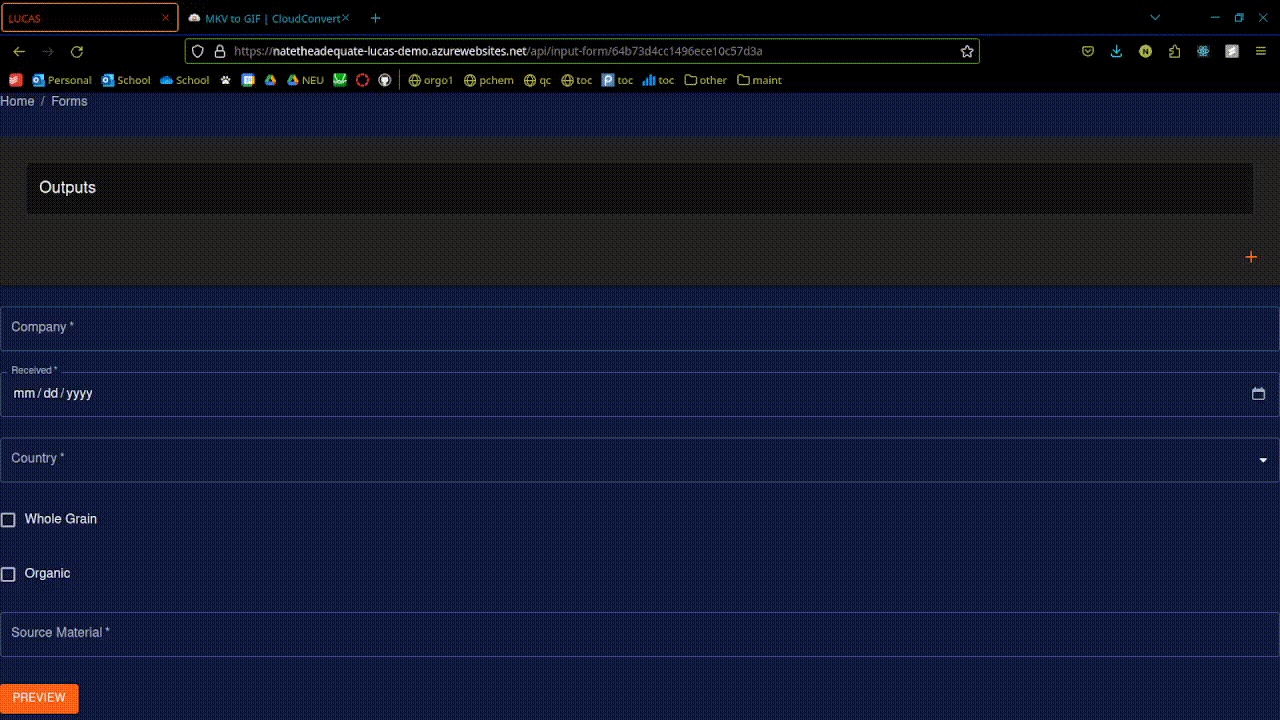 LUCAS
MKV to GIF | CloudConvert
https://natetheadequate-lucas-demo.azurewebsites.net/api/input-form/64b73d4cc1496ece10c57d3a
N
Personal School School NEU orgo1 pchem qc toc toc toc other maint
Home / Forms
Outputs
+
Company *
Received *
mm / dd / yyyy
Country *
Whole Grain
Organic
Source Material *
PREVIEW